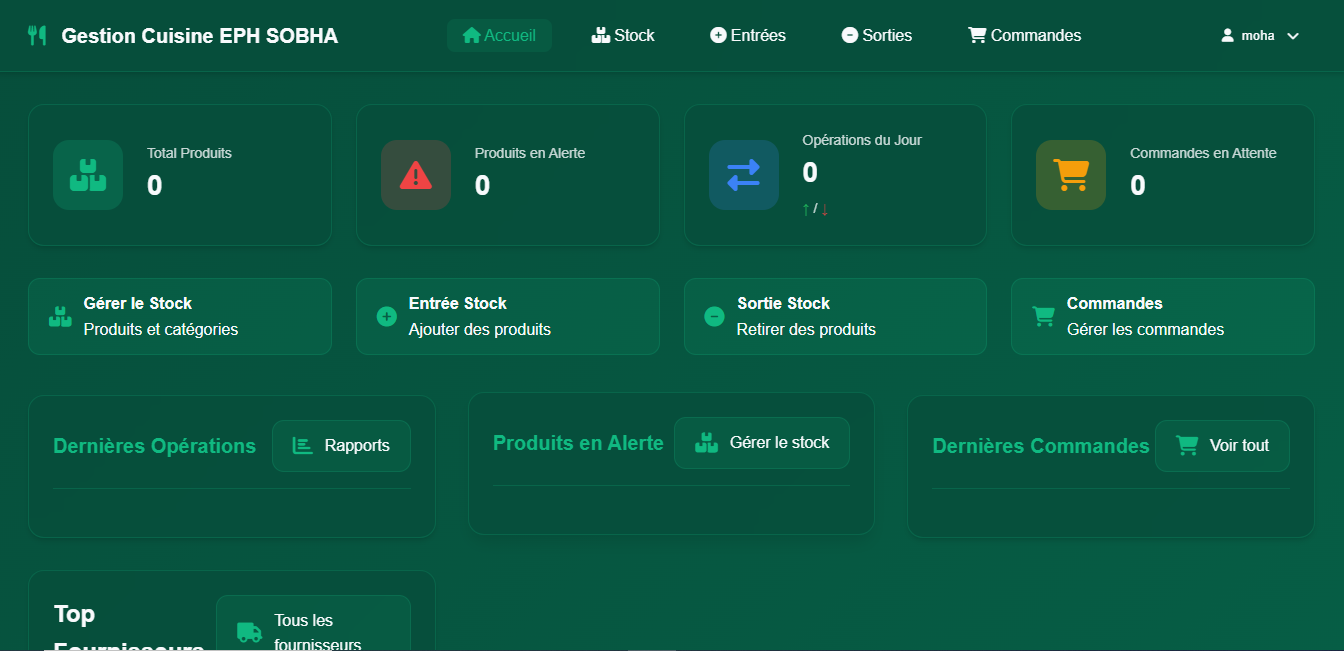 Gestion Cuisine EPH SOBHA
Accueil
Stock
Entrées
Sorties
Commandes
moha
Total Produits
0
Produits en Alerte
0
Opérations du Jour
0
↑ / ↓
Commandes en Attente
0
Gérer le Stock
Produits et catégories
Entrée Stock
Ajouter des produits
Sortie Stock
Retirer des produits
Commandes
Gérer les commandes
Dernières Opérations
Rapports
Produits en Alerte
Gérer le stock
Dernières Commandes
Voir tout
Top
Fournisseurs
Tous les
fournisseurs